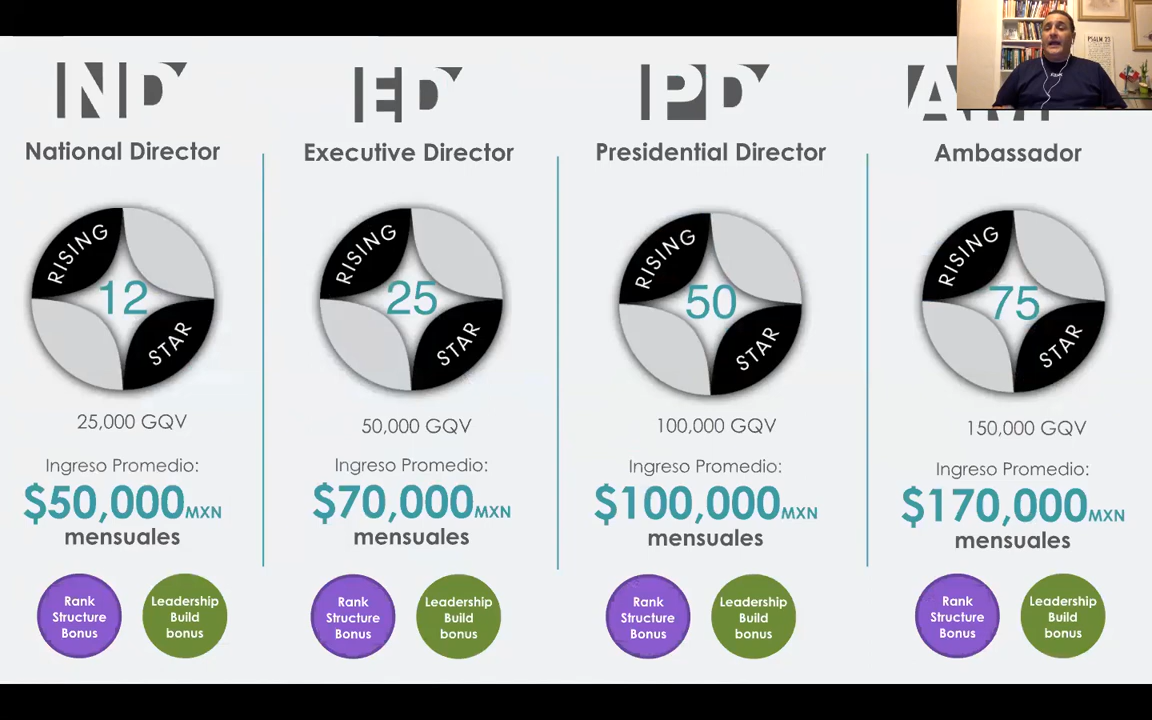 ND
National Director
RISING
12
STAR
25,000 GQV
Ingreso Promedio:
$50,000MXN
mensuales
Rank
Structure
Bonus
Leadership
Build
bonus
ED
Executive Director
RISING
25
STAR
50,000 GQV
Ingreso Promedio:
$70,000MXN
mensuales
Rank
Structure
Bonus
Leadership
Build
bonus
PD
Presidential Director
RISING
50
STAR
100,000 GQV
Ingreso Promedio:
$100,000MXN
mensuales
Rank
Structure
Bonus
Leadership
Build
bonus
Ambassador
RISING
75
STAR
150,000 GQV
Ingreso Promedio:
$170,000MXN
mensuales
Rank
Structure
Bonus
Leadership
Build
bonus
PSALM 23